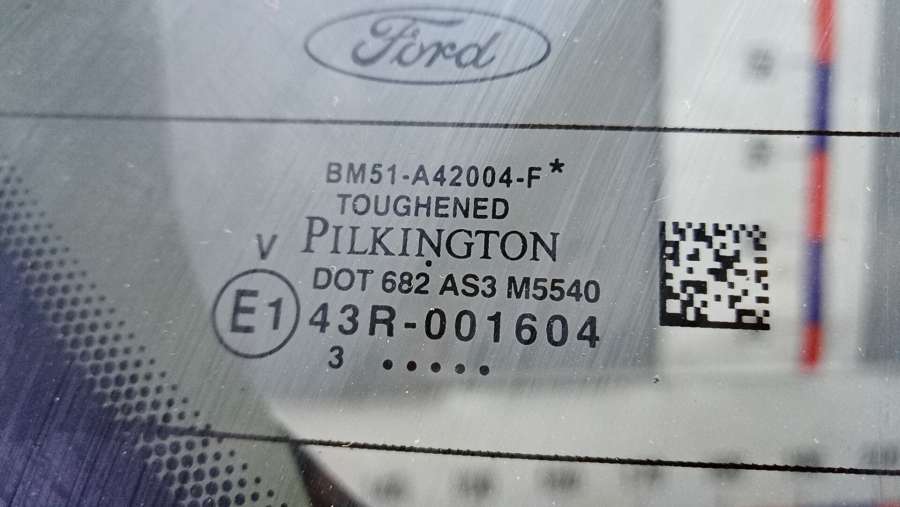 Ford
BM51-A42004-F*
TOUGHENED
V PILKINGTON
DOT 682 AS3 M5540
E1 43R-001604
3 .....